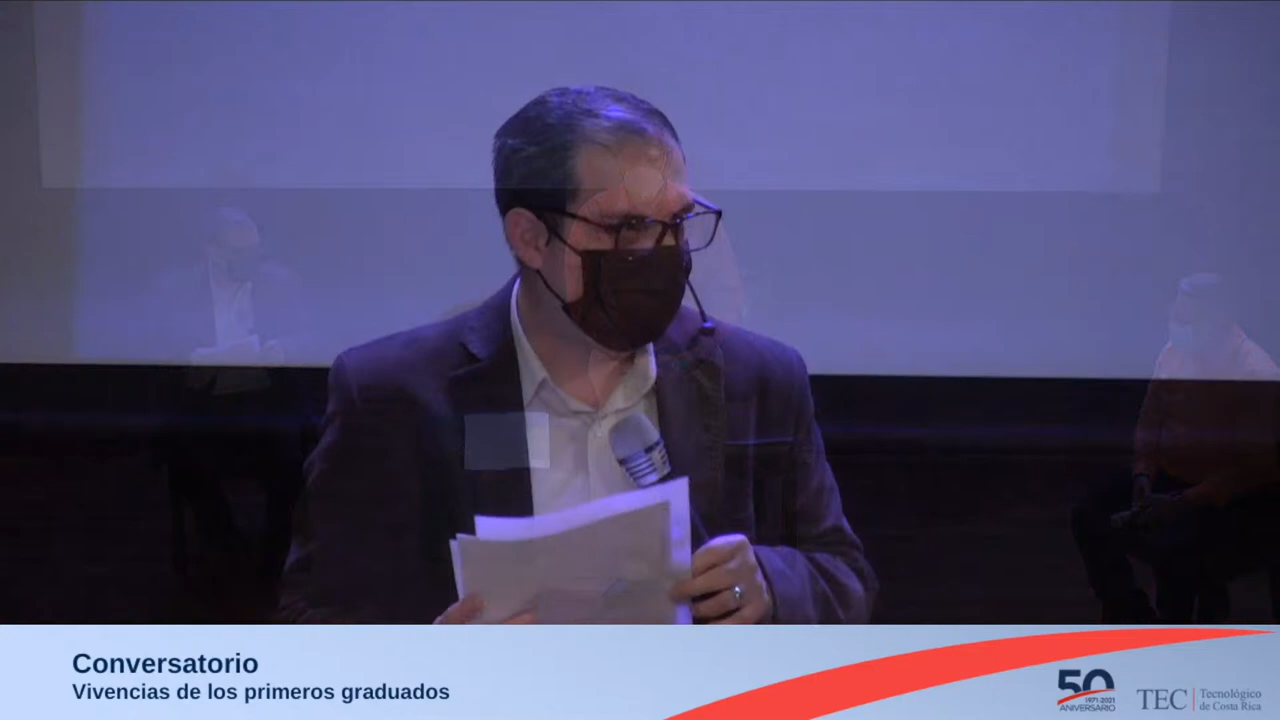 Conversatorio
Vivencias de los primeros graduados
50
1971-2021
ANIVERSARIO
TEC
Tecnológico
de Costa Rica